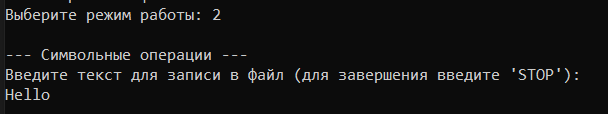 Выберите режим работы: 2
--- Символьные операции ---
Введите текст для записи в файл (для завершения введите 'STOP'):
Hello